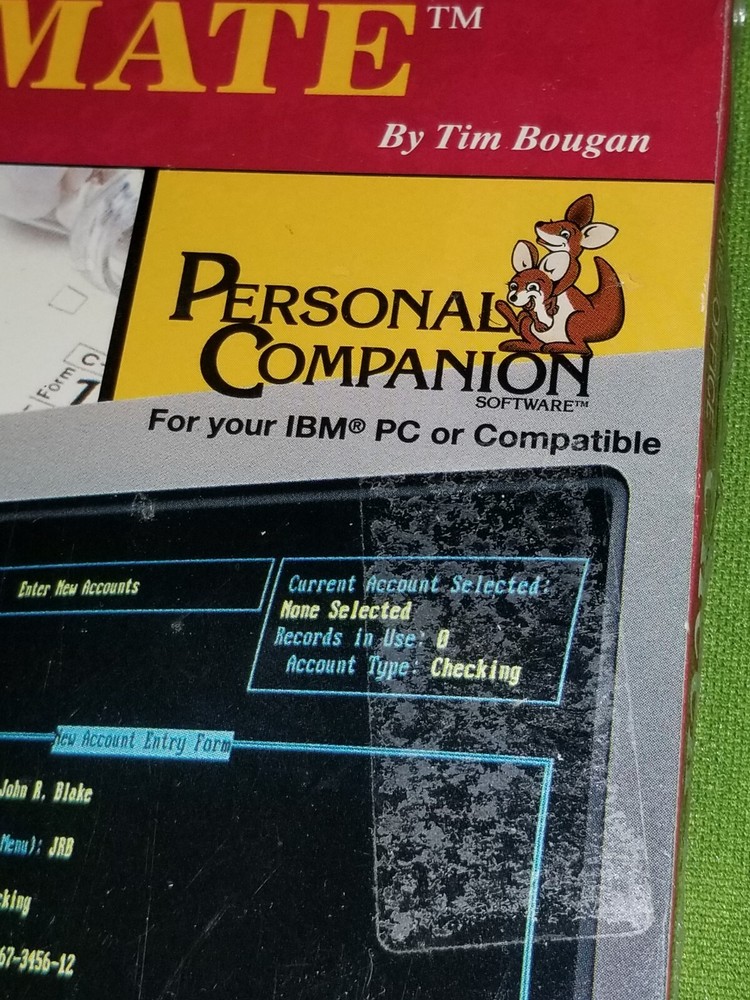 MATE™
By Tim Bougan
PERSONAL
COMPANION
SOFTWARE™
For your IBM® PC or Compatible
Form
Enter New Accounts
Current Account Selected:
None Selected
Records in Use: 0
Account Type: Checking
New Account Entry Form
John R. Blake
Menu): JRB
king
67-3456-12